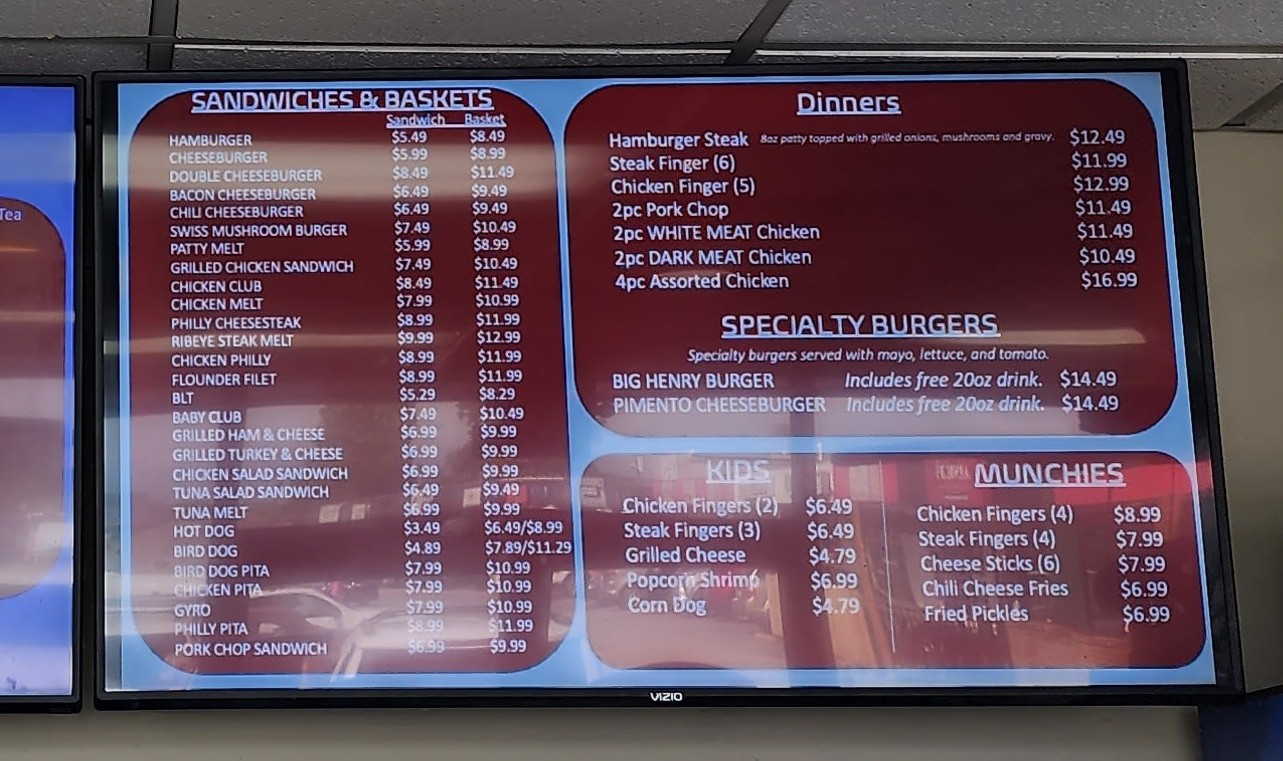 Tea
SANDWICHES & BASKETS
Sandwich Basket
HAMBURGER $5.49 $8.49
CHEESEBURGER $5.99 $8.99
DOUBLE CHEESEBURGER $8.49 $11.49
BACON CHEESEBURGER $6.49 $9.49
CHILI CHEESEBURGER $6.49 $9.49
SWISS MUSHROOM BURGER $7.49 $10.49
PATTY MELT $5.99 $8.99
GRILLED CHICKEN SANDWICH $7.49 $10.49
CHICKEN CLUB $8.49 $11.49
CHICKEN MELT $7.99 $10.99
PHILLY CHEESESTEAK $8.99 $11.99
RIBEYE STEAK MELT $9.99 $12.99
CHICKEN PHILLY $8.99 $11.99
FLOUNDER FILET $8.99 $11.99
BLT $5.29 $8.29
BABY CLUB $7.49 $10.49
GRILLED HAM & CHEESE $6.99 $9.99
GRILLED TURKEY & CHEESE $6.99 $9.99
CHICKEN SALAD SANDWICH $6.99 $9.99
TUNA SALAD SANDWICH $6.49 $9.49
TUNA MELT $6.99 $9.99
HOT DOG $3.49 $6.49/$8.99
BIRD DOG $4.89 $7.89/$11.29
BIRD DOG PITA $7.99 $10.99
CHICKEN PITA $7.99 $10.99
GYRO $7.99 $10.99
PHILLY PITA $8.99 $11.99
PORK CHOP SANDWICH $6.99 $9.99
Dinners
Hamburger Steak 8oz patty topped with grilled onions, mushrooms and gravy. $12.49
Steak Finger (6) $11.99
Chicken Finger (5) $12.99
2pc Pork Chop $11.49
2pc WHITE MEAT Chicken $11.49
2pc DARK MEAT Chicken $10.49
4pc Assorted Chicken $16.99
SPECIALTY BURGERS
Specialty burgers served with mayo, lettuce, and tomato.
BIG HENRY BURGER Includes free 20oz drink. $14.49
PIMENTO CHEESEBURGER Includes free 20oz drink. $14.49
KIDS
Chicken Fingers (2) $6.49
Steak Fingers (3) $6.49
Grilled Cheese $4.79
Popcorn Shrimp $6.99
Corn Dog $4.79
MUNCHIES
Chicken Fingers (4) $8.99
Steak Fingers (4) $7.99
Cheese Sticks (6) $7.99
Chili Cheese Fries $6.99
Fried Pickles $6.99
VIZIO